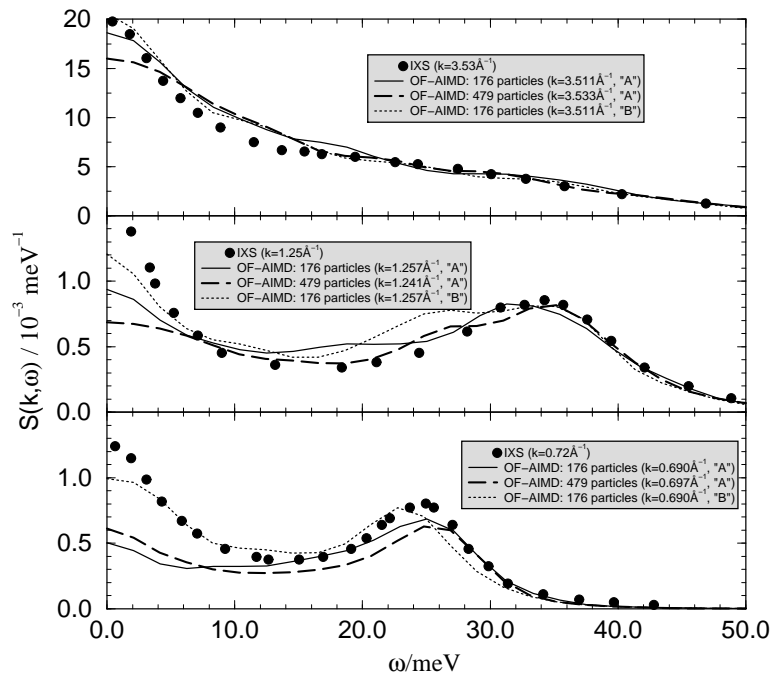 20
15
10
5
0
IXS (k=3.53Å⁻¹)
OF−AIMD: 176 particles (k=3.511Å⁻¹, "A")
OF−AIMD: 479 particles (k=3.533Å⁻¹, "A")
OF−AIMD: 176 particles (k=3.511Å⁻¹, "B")
S(k,ω) / 10⁻³ meV⁻¹
1.0
0.5
0.0
IXS (k=1.25Å⁻¹)
OF−AIMD: 176 particles (k=1.257Å⁻¹, "A")
OF−AIMD: 479 particles (k=1.241Å⁻¹, "A")
OF−AIMD: 176 particles (k=1.257Å⁻¹, "B")
1.0
0.5
0.0
IXS (k=0.72Å⁻¹)
OF−AIMD: 176 particles (k=0.690Å⁻¹, "A")
OF−AIMD: 479 particles (k=0.697Å⁻¹, "A")
OF−AIMD: 176 particles (k=0.690Å⁻¹, "B")
0.0 10.0 20.0 30.0 40.0 50.0
ω/meV